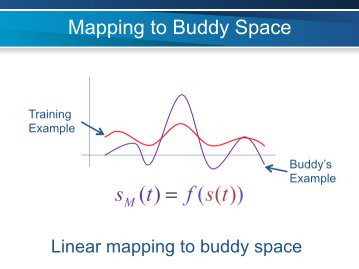 Mapping to Buddy Space
Training
Example
Buddy's
Example
s_M(t) = f(s(t))
Linear mapping to buddy space